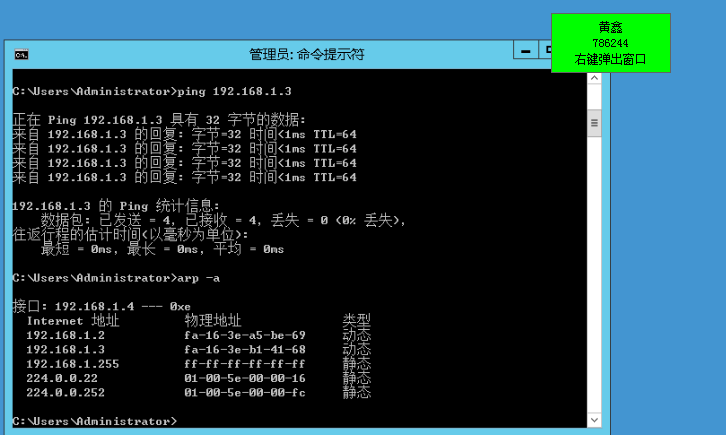 黄鑫
786244
右键弹出窗口
管理员: 命令提示符
C:\Users\Administrator>ping 192.168.1.3
正在 Ping 192.168.1.3 具有 32 字节的数据:
来自 192.168.1.3 的回复: 字节=32 时间<1ms TTL=64
来自 192.168.1.3 的回复: 字节=32 时间<1ms TTL=64
来自 192.168.1.3 的回复: 字节=32 时间<1ms TTL=64
来自 192.168.1.3 的回复: 字节=32 时间<1ms TTL=64
192.168.1.3 的 Ping 统计信息:
数据包: 已发送 = 4, 已接收 = 4, 丢失 = 0 (0% 丢失),
往返行程的估计时间(以毫秒为单位):
最短 = 0ms, 最长 = 0ms, 平均 = 0ms
C:\Users\Administrator>arp -a
接口: 192.168.1.4 --- 0xe
Internet 地址 物理地址 类型
192.168.1.2 fa-16-3e-a5-be-69 动态
192.168.1.3 fa-16-3e-b1-41-68 动态
192.168.1.255 ff-ff-ff-ff-ff-ff 静态
224.0.0.22 01-00-5e-00-00-16 静态
224.0.0.252 01-00-5e-00-00-fc 静态
C:\Users\Administrator>